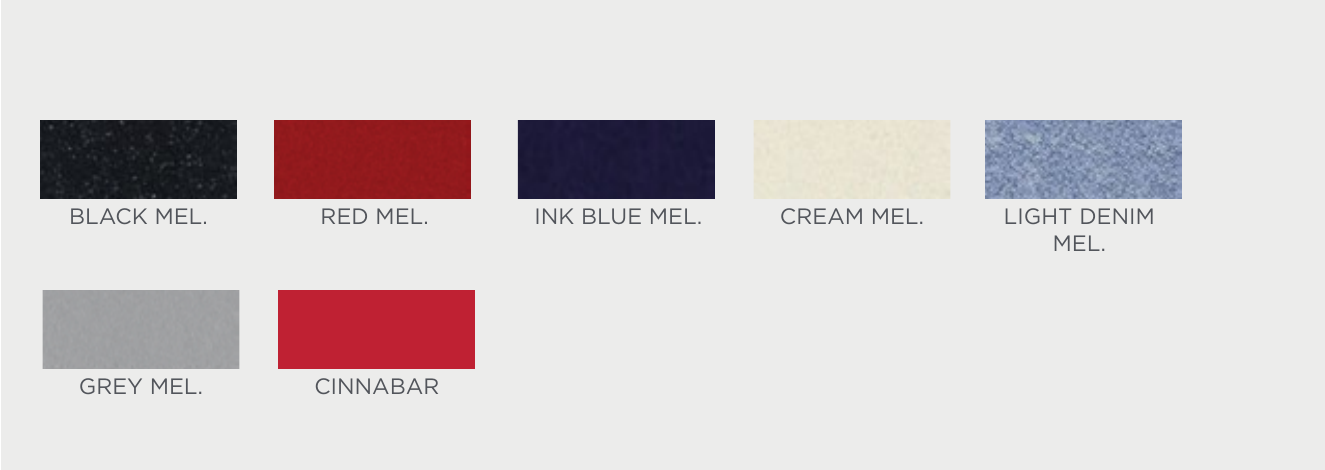 BLACK MEL.
RED MEL.
INK BLUE MEL.
CREAM MEL.
LIGHT DENIM
MEL.
GREY MEL.
CINNABAR